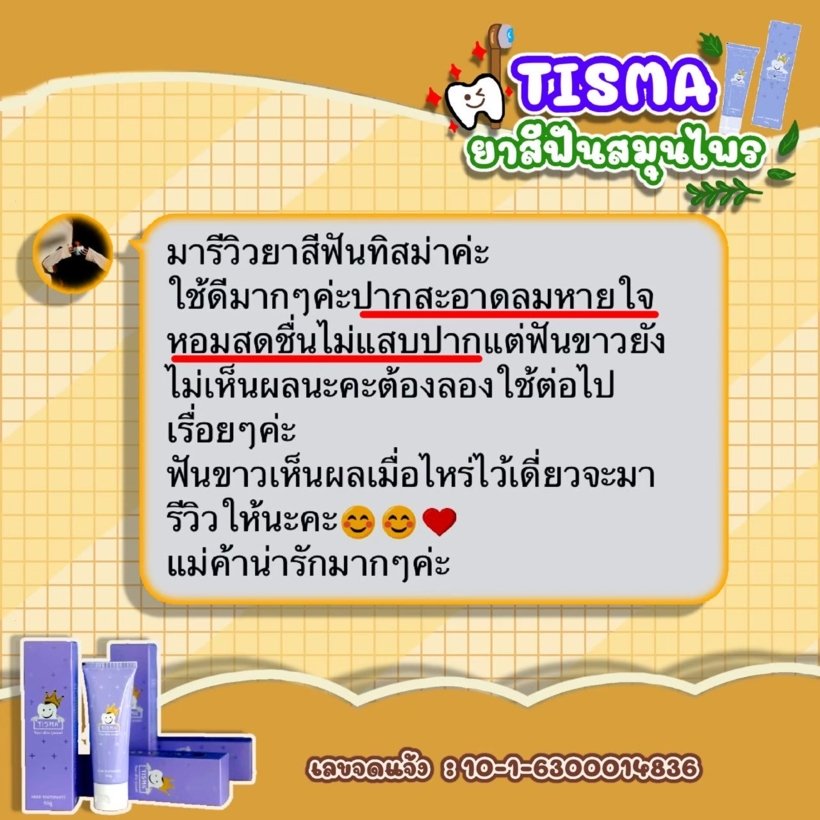 TISMA
ยาสีฟันสมุนไพร
มารีวิวยาสีฟันทิสม่าค่ะ
ใช้ดีมากๆค่ะปากสะอาดลมหายใจ
หอมสดชื่นไม่แสบปากแต่ฟันขาวยัง
ไม่เห็นผลนะคะต้องลองใช้ต่อไป
เรื่อยๆค่ะ
ฟันขาวเห็นผลเมื่อไหร่ไว้เดี่ยวจะมา
รีวิวให้นะคะ😊😊❤️
แม่ค้าน่ารักมากๆค่ะ
TISMA
TISMA
TISMA
เลขจดแจ้ง : 10-1-6300014836